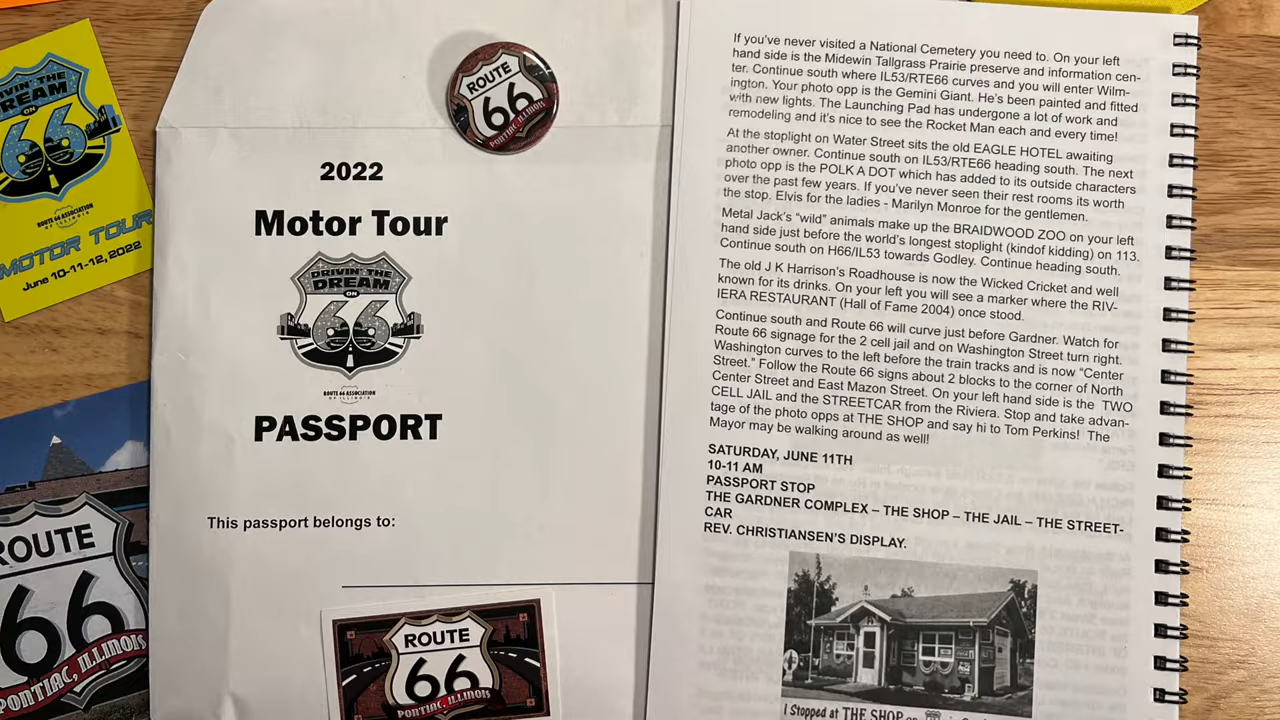 DRIVIN' THE
DREAM
ON
66
ROUTE 66 ASSOCIATION
OF ILLINOIS
MOTOR TOUR
June 10-11-12, 2022
ROUTE
66
PONTIAC, ILLINOIS
ROUTE
66
PONTIAC, ILLINOIS
2022
Motor Tour
DRIVIN' THE
DREAM
ON
66
ROUTE 66 ASSOCIATION
OF ILLINOIS
PASSPORT
This passport belongs to:
ROUTE
66
PONTIAC, ILLINOIS
If you've never visited a National Cemetery you need to. On your left
hand side is the Midewin Tallgrass Prairie preserve and information cen-
ter. Continue south where IL53/RTE66 curves and you will enter Wilm-
ington. Your photo opp is the Gemini Giant. He's been painted and fitted
with new lights. The Launching Pad has undergone a lot of work and
remodeling and it's nice to see the Rocket Man each and every time!
At the stoplight on Water Street sits the old EAGLE HOTEL awaiting
another owner. Continue south on IL53/RTE66 heading south. The next
photo opp is the POLK A DOT which has added to its outside characters
over the past few years. If you've never seen their rest rooms its worth
the stop. Elvis for the ladies - Marilyn Monroe for the gentlemen.
Metal Jack's "wild" animals make up the BRAIDWOOD ZOO on your left
hand side just before the world's longest stoplight (kindof kidding) on 113.
Continue south on H66/IL53 towards Godley. Continue heading south.
The old J K Harrison's Roadhouse is now the Wicked Cricket and well
known for its drinks. On your left you will see a marker where the RIV-
IERA RESTAURANT (Hall of Fame 2004) once stood.
Continue south and Route 66 will curve just before Gardner. Watch for
Route 66 signage for the 2 cell jail and on Washington Street turn right.
Washington curves to the left before the train tracks and is now "Center
Street." Follow the Route 66 signs about 2 blocks to the corner of North
Center Street and East Mazon Street. On your left hand side is the TWO
CELL JAIL and the STREETCAR from the Riviera. Stop and take advan-
tage of the photo opps at THE SHOP and say hi to Tom Perkins! The
Mayor may be walking around as well!
SATURDAY, JUNE 11TH
10-11 AM
PASSPORT STOP
THE GARDNER COMPLEX – THE SHOP – THE JAIL – THE STREET-
CAR
REV. CHRISTIANSEN'S DISPLAY.
I Stopped at THE SHOP on